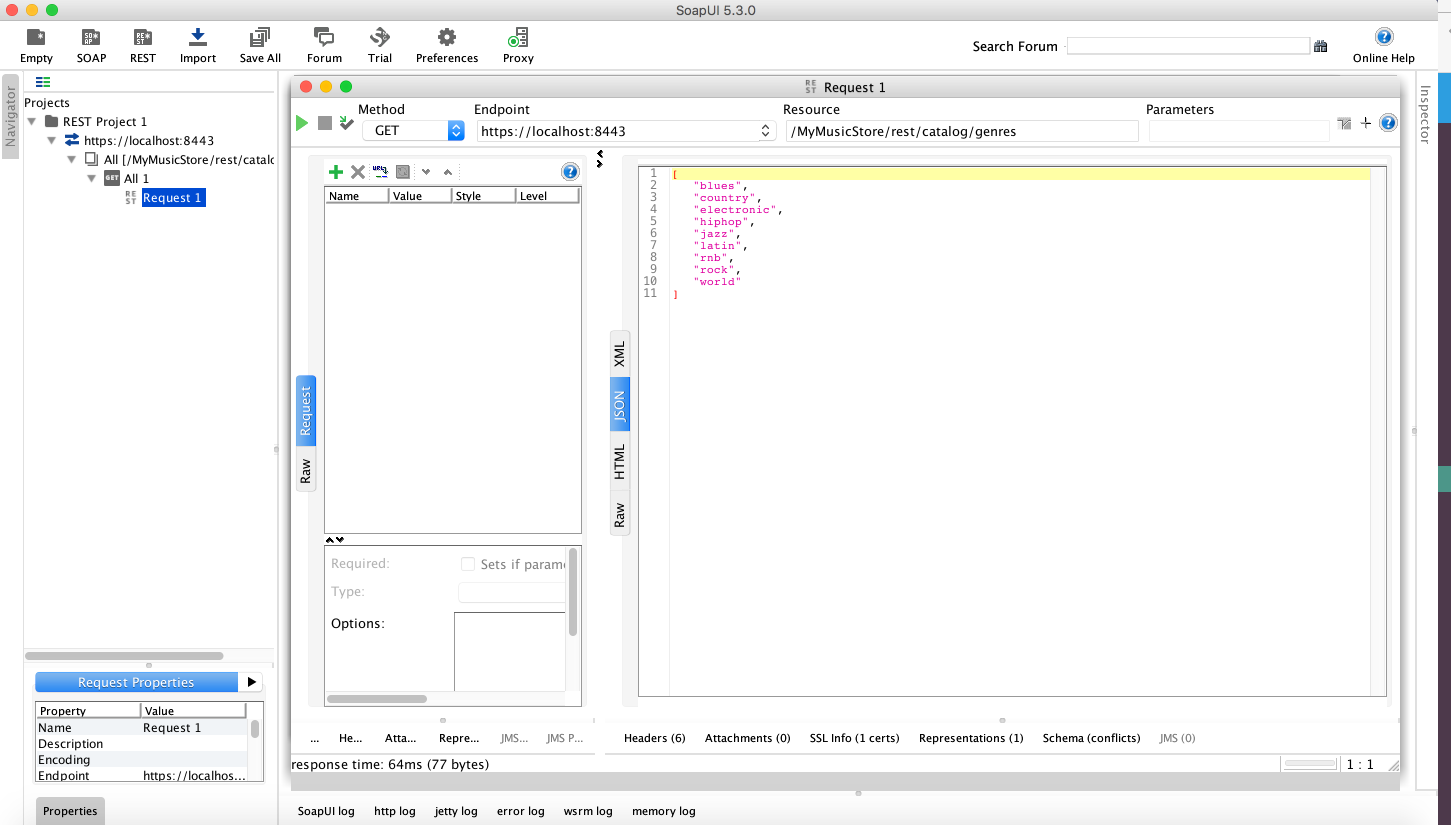 SoapUI 5.3.0
Empty SOAP REST Import Save All Forum Trial Preferences Proxy
Search Forum
Online Help
Navigator
Projects
REST Project 1
https://localhost:8443
All [/MyMusicStore/rest/catalo
GET All 1
REST Request 1
Request Properties
Property Value
Name Request 1
Description
Encoding
Endpoint https://localhos...
Properties
REST Request 1
Method Endpoint Resource Parameters
GET https://localhost:8443 /MyMusicStore/rest/catalog/genres
Name Value Style Level
Request
Raw
Required: Sets if parame
Type:
Options:
... He... Atta... Repre... JMS... JMS P...
XML
JSON
HTML
Raw
1 [
2 "blues",
3 "country",
4 "electronic",
5 "hiphop",
6 "jazz",
7 "latin",
8 "rnb",
9 "rock",
10 "world"
11 ]
Headers (6) Attachments (0) SSL Info (1 certs) Representations (1) Schema (conflicts) JMS (0)
response time: 64ms (77 bytes)
1 : 1
Inspector
SoapUI log http log jetty log error log wsrm log memory log